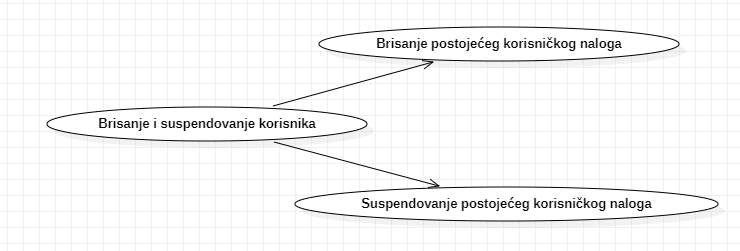 Brisanje postojećeg korisničkog naloga
Brisanje i suspendovanje korisnika
Suspendovanje postojećeg korisničkog naloga